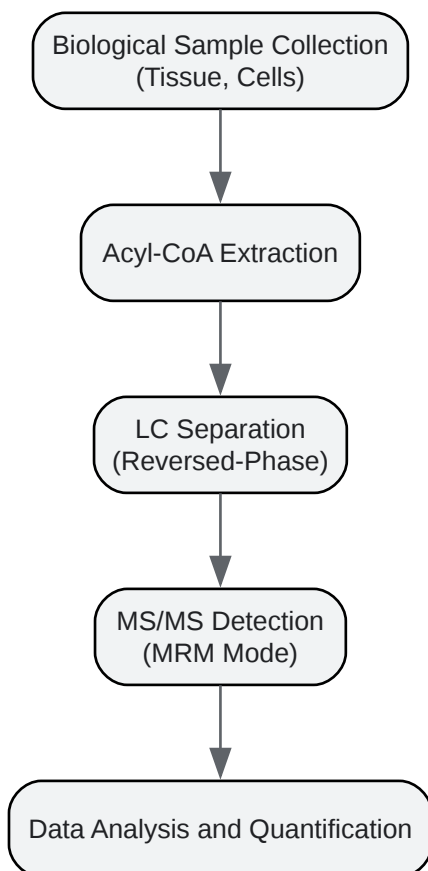 Biological Sample Collection
(Tissue, Cells)
Acyl-CoA Extraction
LC Separation
(Reversed-Phase)
MS/MS Detection
(MRM Mode)
Data Analysis and Quantification